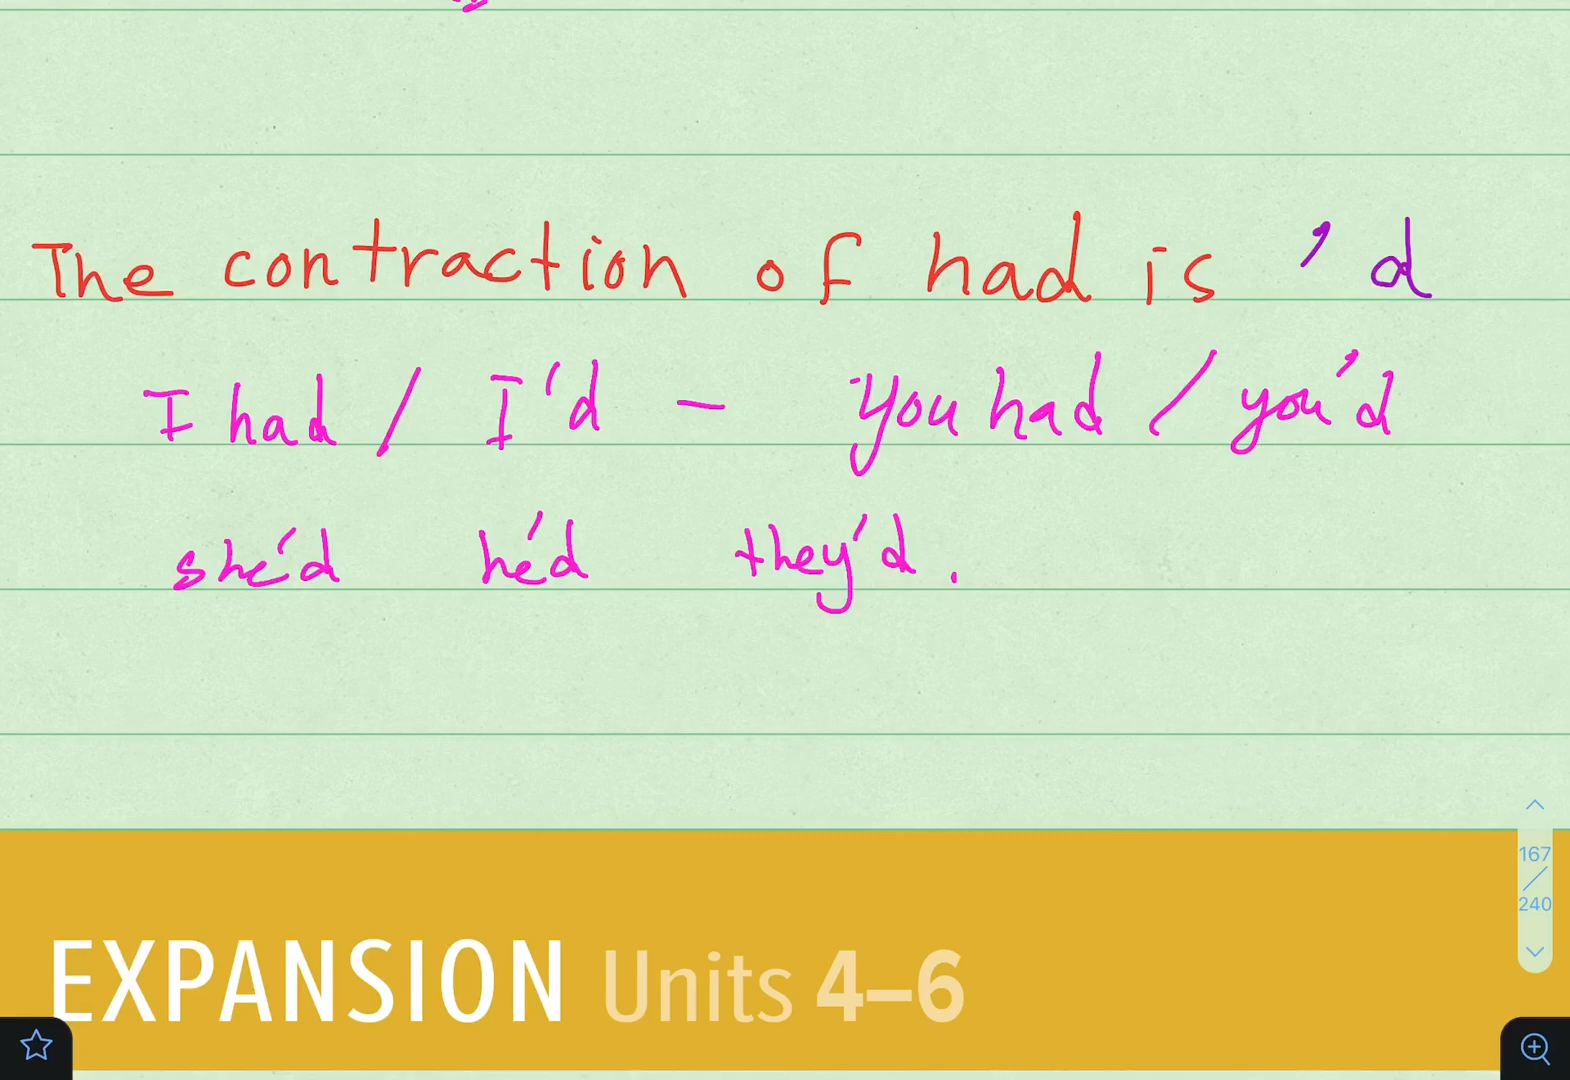 The contraction of had is 'd
I had / I'd - You had / you'd
she'd he'd they'd.
167
/
240
EXPANSION Units 4–6